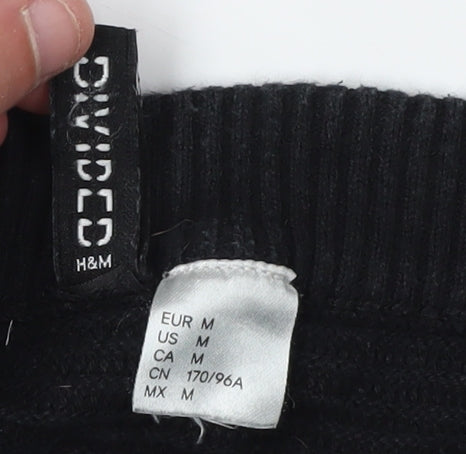 DIVIDED
H&M
EUR M
US M
CA M
CN 170/96A
MX M